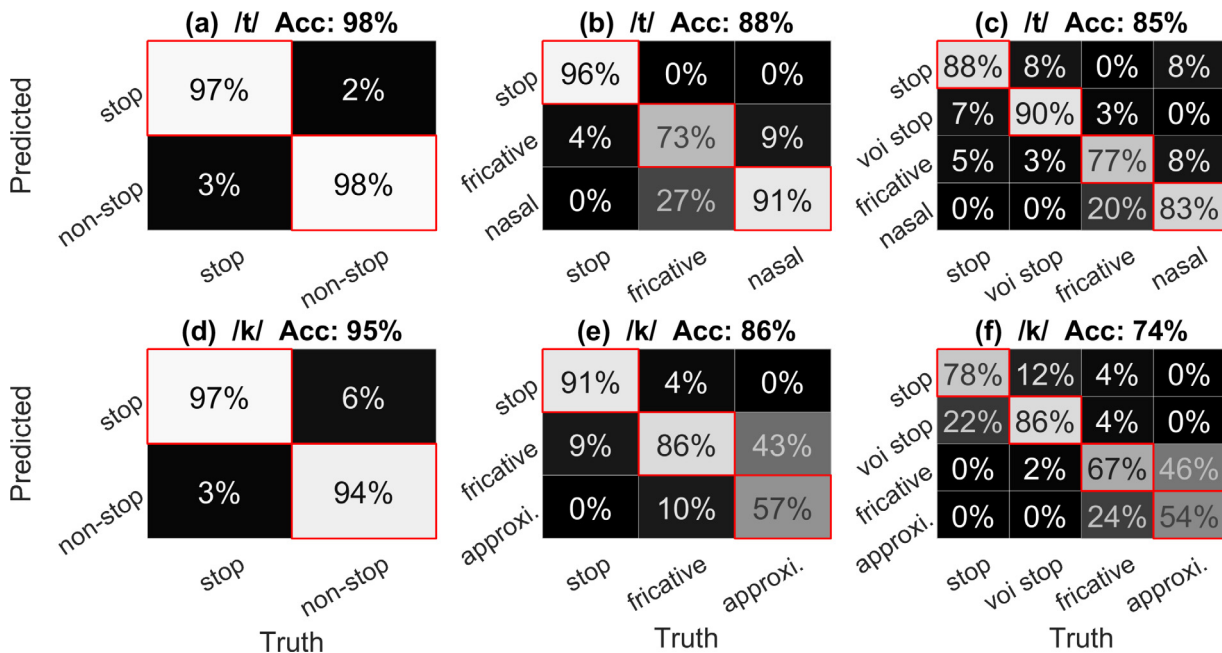 (a) /t/ Acc: 98%
Predicted
stop 97% 2%
non-stop 3% 98%
stop non-stop
(b) /t/ Acc: 88%
stop 96% 0% 0%
fricative 4% 73% 9%
nasal 0% 27% 91%
stop fricative nasal
(c) /t/ Acc: 85%
stop 88% 8% 0% 8%
voi stop 7% 90% 3% 0%
fricative 5% 3% 77% 8%
nasal 0% 0% 20% 83%
stop voi stop fricative nasal
(d) /k/ Acc: 95%
Predicted
stop 97% 6%
non-stop 3% 94%
stop non-stop
Truth
(e) /k/ Acc: 86%
stop 91% 4% 0%
fricative 9% 86% 43%
approxi. 0% 10% 57%
stop fricative approxi.
Truth
(f) /k/ Acc: 74%
stop 78% 12% 4% 0%
voi stop 22% 86% 4% 0%
fricative 0% 2% 67% 46%
approxi. 0% 0% 24% 54%
stop voi stop fricative approxi.
Truth